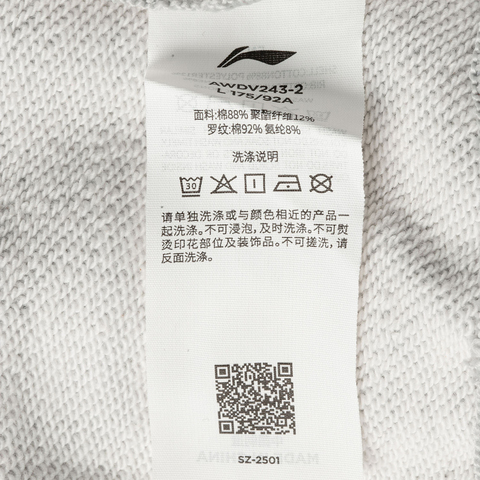 AWDV243-2
L 175/92A
面料:棉88% 聚酯纤维12%
罗纹:棉92% 氨纶8%
洗涤说明
30
请单独洗涤或与颜色相近的产品一
起洗涤。不可浸泡，及时洗涤。不可熨
烫印花部位及装饰品。不可搓洗，请
反面洗涤。
SZ-2501